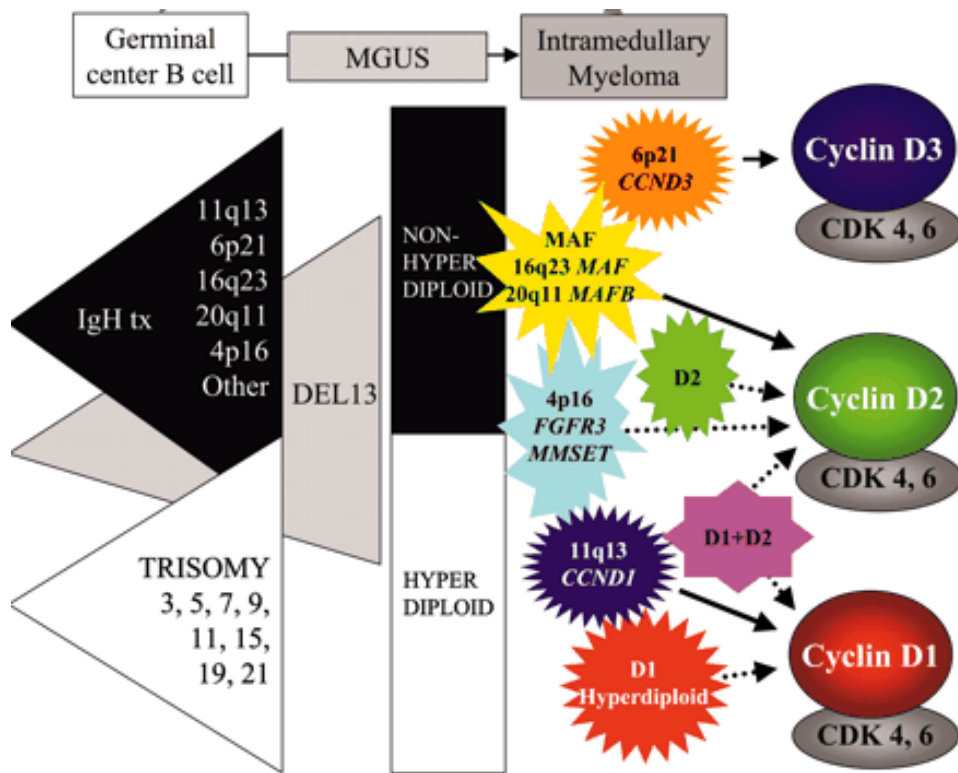 Germinal
center B cell
MGUS
Intramedullary
Myeloma
IgH tx
11q13
6p21
16q23
20q11
4p16
Other
DEL13
TRISOMY
3, 5, 7, 9,
11, 15,
19, 21
NON-
HYPER
DIPLOID
HYPER
DIPLOID
6p21
CCND3
MAF
16q23 MAF
20q11 MAFB
D2
4p16
FGFR3
MMSET
D1+D2
11q13
CCND1
D1
Hyperdiploid
Cyclin D3
CDK 4, 6
Cyclin D2
CDK 4, 6
Cyclin D1
CDK 4, 6